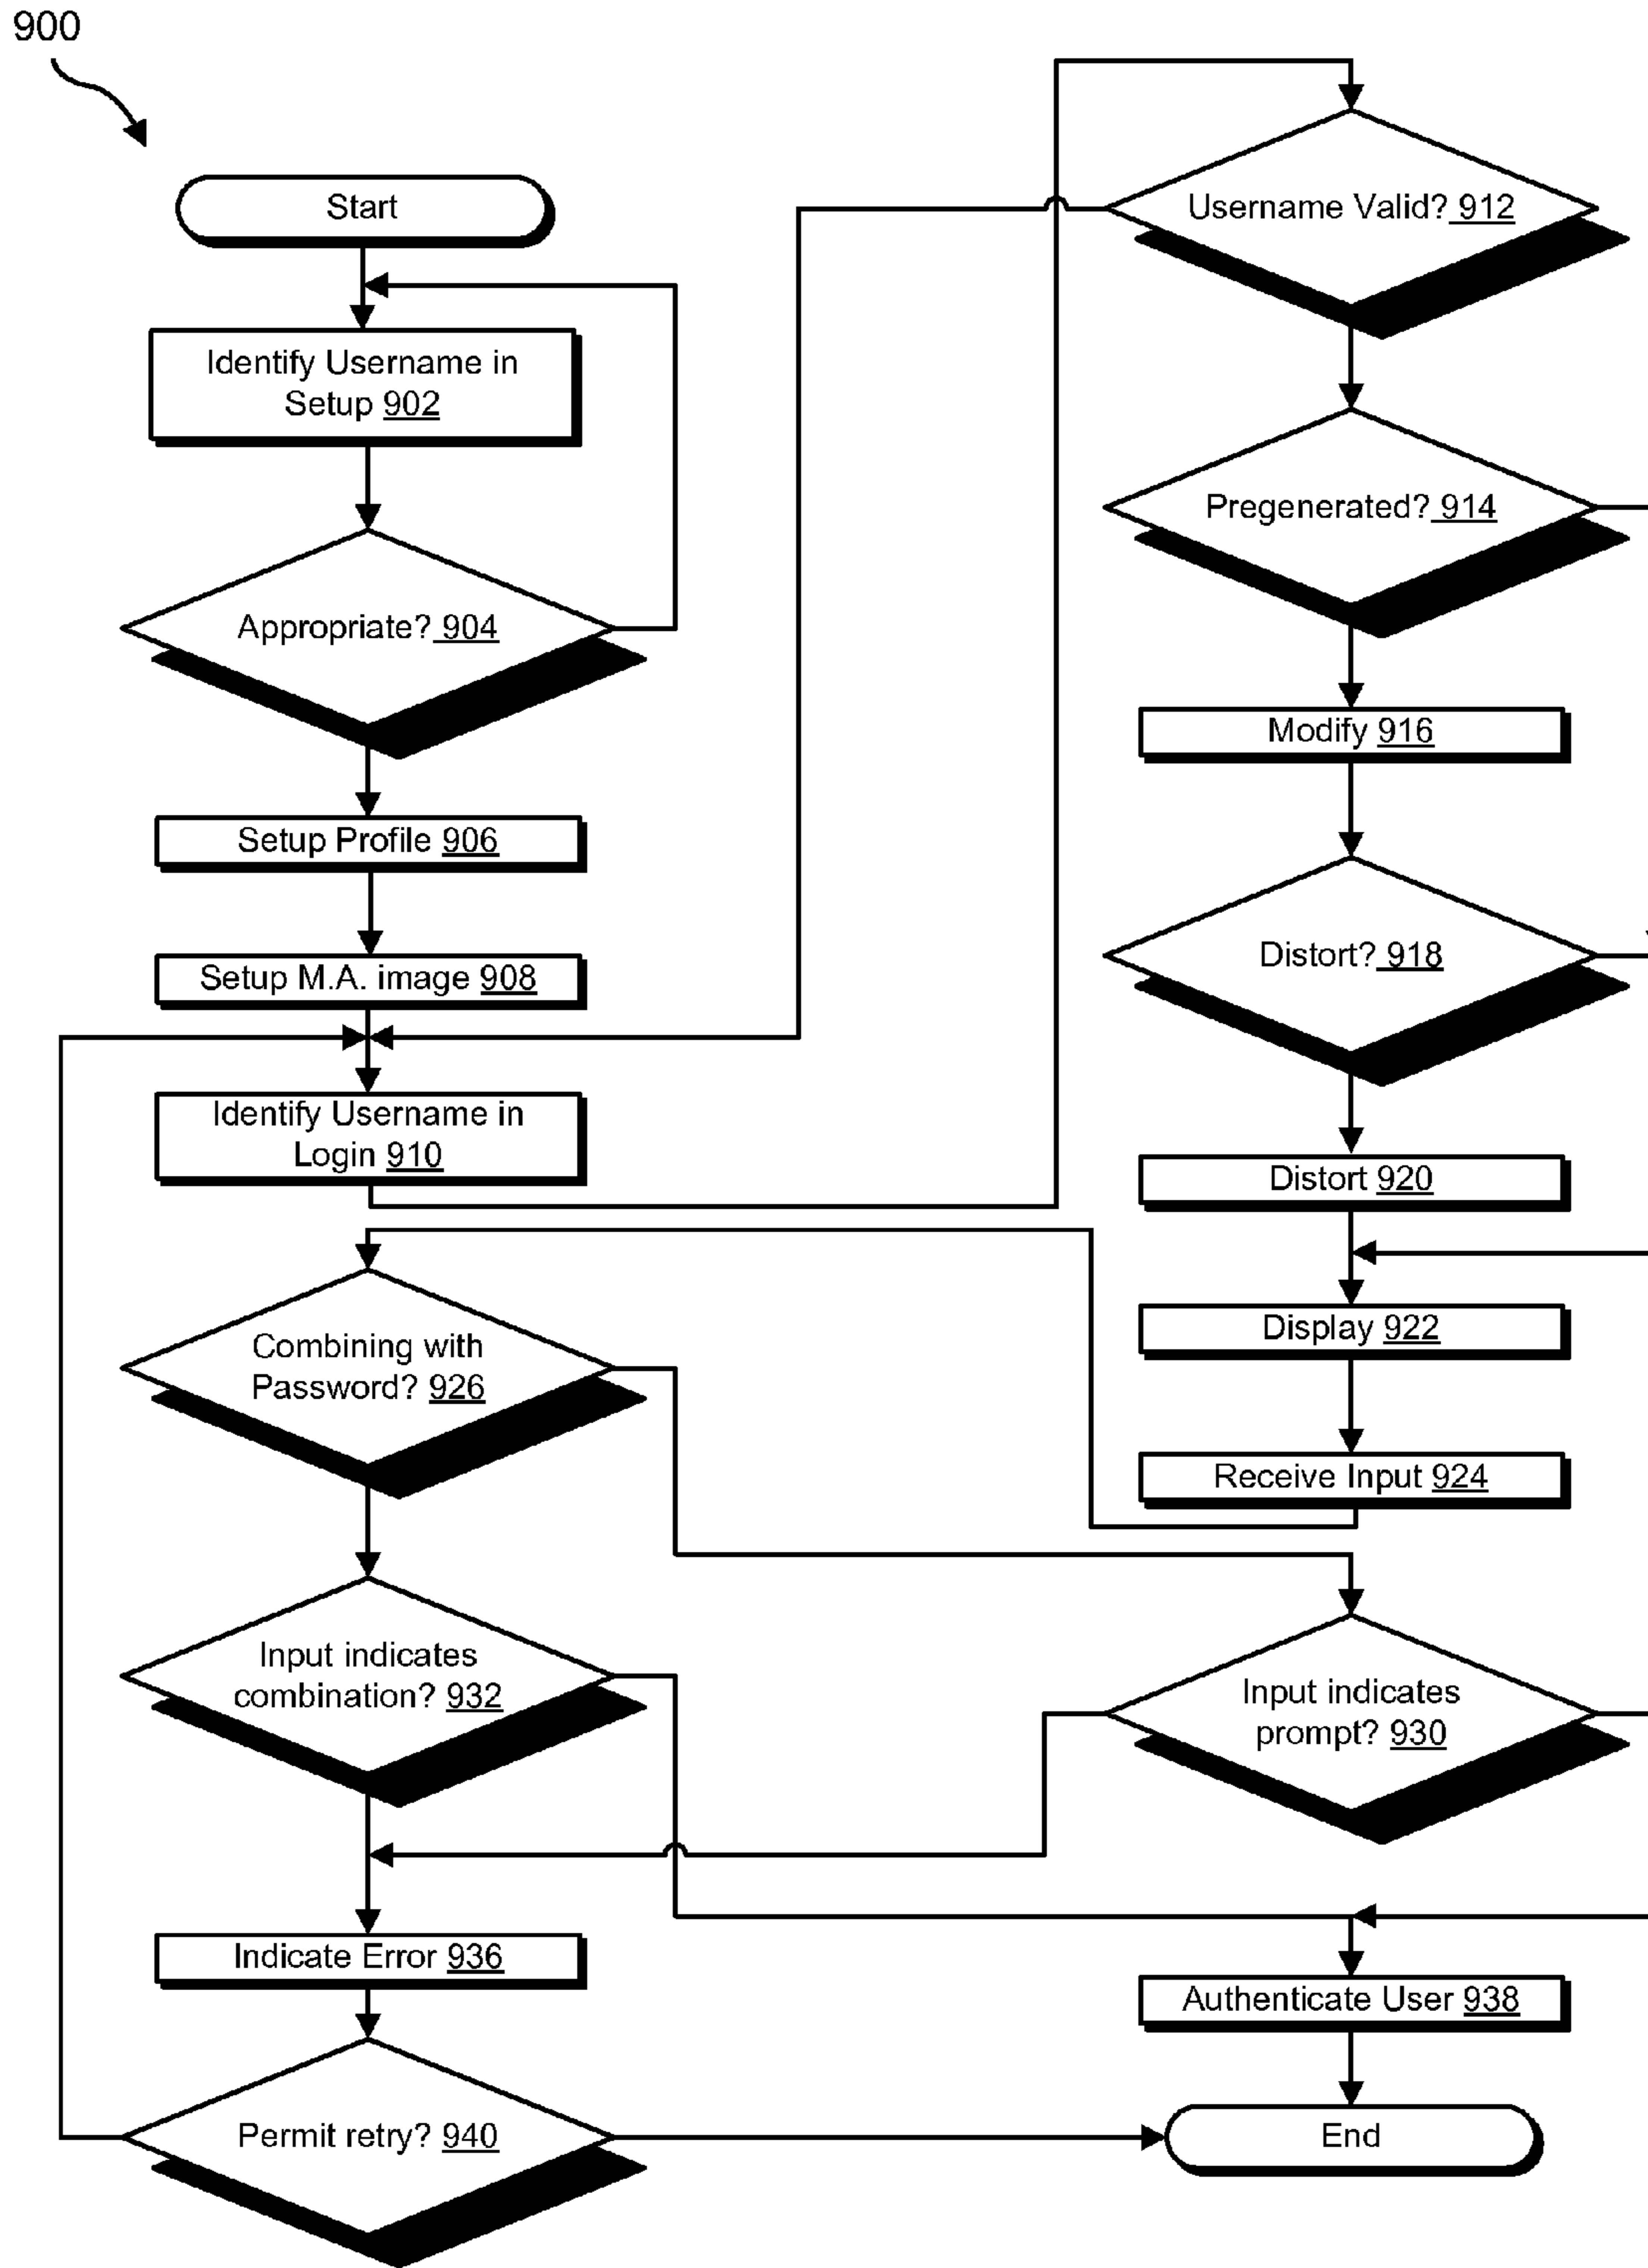 900
Start
Identify Username in
Setup 902
Appropriate? 904
Setup Profile 906
Setup M.A. image 908
Identify Username in
Login 910
Username Valid? 912
Pregenerated? 914
Modify 916
Distort? 918
Distort 920
Display 922
Receive Input 924
Combining with
Password? 926
Input indicates
combination? 932
Input indicates
prompt? 930
Indicate Error 936
Authenticate User 938
Permit retry? 940
End